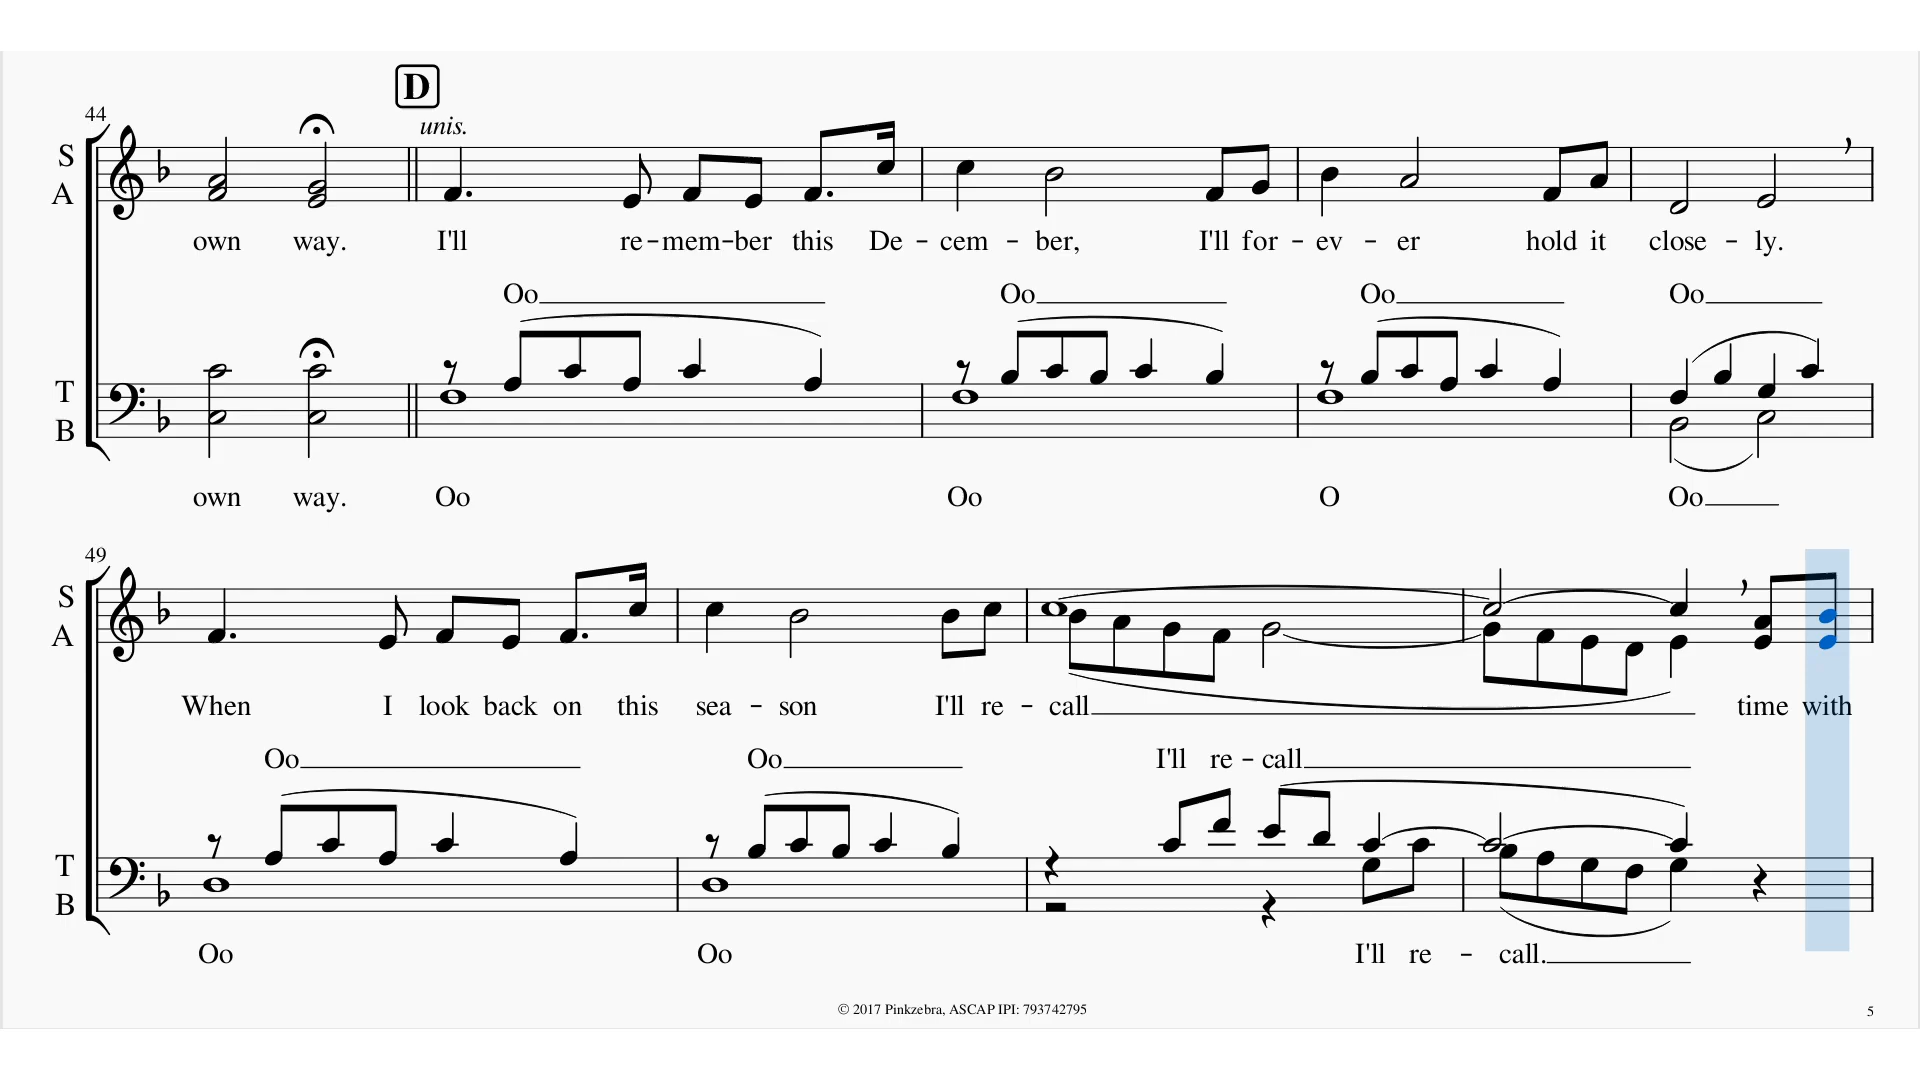 D
44
unis.
S
A
own way. I'll re-mem-ber this De-cem-ber, I'll for-ev-er hold it close-ly.
Oo Oo Oo Oo
T
B
own way. Oo Oo O Oo
49
S
A
When I look back on this sea-son I'll re-call time with
Oo Oo I'll re-call
T
B
Oo Oo I'll re-call.
© 2017 Pinkzebra, ASCAP IPI: 793742795
5